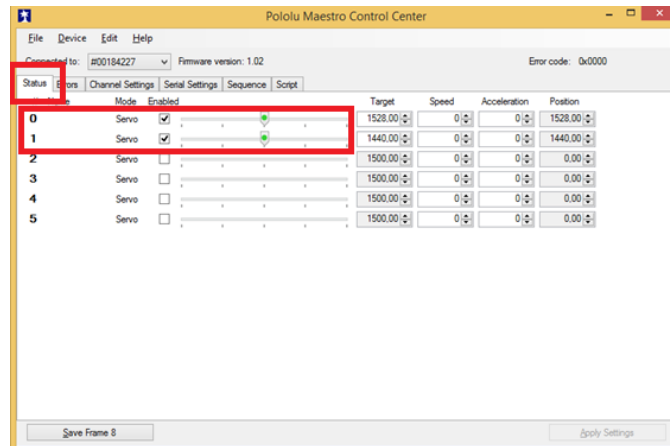 Pololu Maestro Control Center
File Device Edit Help
Connected to: #00184227 Firmware version: 1.02 Error code: 0x0000
Status Errors Channel Settings Serial Settings Sequence Script
Mode Enabled Target Speed Acceleration Position
0 Servo 1528.00 0 0 1528.00
1 Servo 1440.00 0 0 1440.00
2 Servo 1500.00 0 0 0.00
3 Servo 1500.00 0 0 0.00
4 Servo 1500.00 0 0 0.00
5 Servo 1500.00 0 0 0.00
Save Frame 8 Apply Settings